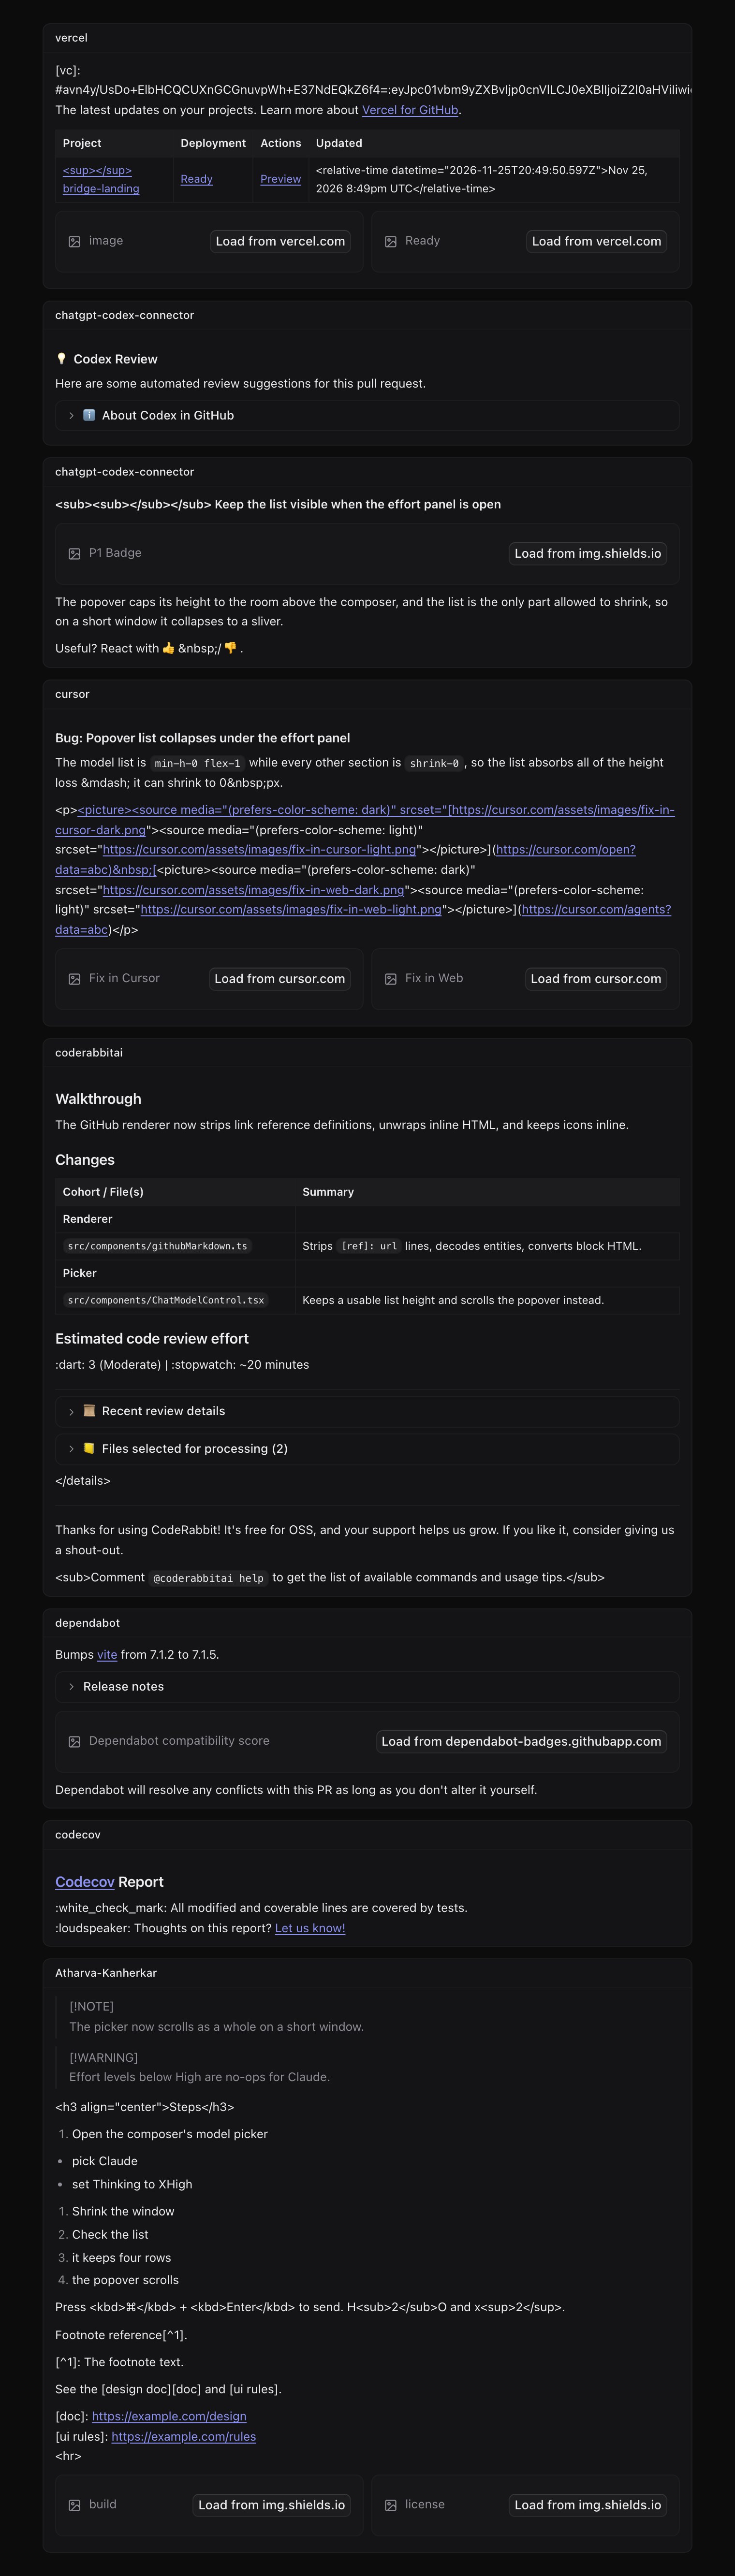 vercel
[vc]:
#avn4y/UsDo+ElbHCQCUXnGCGnuvpWh+E37NdEQkZ6f4=:eyJpc01vbm9yZXBvIjp0cnVlLCJ0eXBlIjoiZ2l0aHViIiwi
The latest updates on your projects. Learn more about Vercel for GitHub.
Project Deployment Actions Updated
<sup></sup> bridge-landing Ready Preview <relative-time datetime="2026-11-25T20:49:50.597Z">Nov 25,
2026 8:49pm UTC</relative-time>
image Load from vercel.com Ready Load from vercel.com
chatgpt-codex-connector
💡 Codex Review
Here are some automated review suggestions for this pull request.
ℹ️ About Codex in GitHub
chatgpt-codex-connector
<sub><sub></sub></sub> Keep the list visible when the effort panel is open
P1 Badge Load from img.shields.io
The popover caps its height to the room above the composer, and the list is the only part allowed to shrink, so
on a short window it collapses to a sliver.
Useful? React with 👍 &nbsp;/ 👎 .
cursor
Bug: Popover list collapses under the effort panel
The model list is min-h-0 flex-1 while every other section is shrink-0, so the list absorbs all of the height
loss &mdash; it can shrink to 0&nbsp;px.
<p><picture><source media="(prefers-color-scheme: dark)" srcset="[https://cursor.com/assets/images/fix-in-
cursor-dark.png"><source media="(prefers-color-scheme: light)"
srcset="https://cursor.com/assets/images/fix-in-cursor-light.png"></picture>](https://cursor.com/open?
data=abc)&nbsp;[<picture><source media="(prefers-color-scheme: dark)"
srcset="https://cursor.com/assets/images/fix-in-web-dark.png"><source media="(prefers-color-scheme:
light)" srcset="https://cursor.com/assets/images/fix-in-web-light.png"></picture>](https://cursor.com/agents?
data=abc)</p>
Fix in Cursor Load from cursor.com Fix in Web Load from cursor.com
coderabbitai
Walkthrough
The GitHub renderer now strips link reference definitions, unwraps inline HTML, and keeps icons inline.
Changes
Cohort / File(s) Summary
Renderer
src/components/githubMarkdown.ts Strips [ref]: url lines, decodes entities, converts block HTML.
Picker
src/components/ChatModelControl.tsx Keeps a usable list height and scrolls the popover instead.
Estimated code review effort
:dart: 3 (Moderate) | :stopwatch: ~20 minutes
📜 Recent review details
📒 Files selected for processing (2)
</details>
Thanks for using CodeRabbit! It's free for OSS, and your support helps us grow. If you like it, consider giving us
a shout-out.
<sub>Comment @coderabbitai help to get the list of available commands and usage tips.</sub>
dependabot
Bumps vite from 7.1.2 to 7.1.5.
Release notes
Dependabot compatibility score Load from dependabot-badges.githubapp.com
Dependabot will resolve any conflicts with this PR as long as you don't alter it yourself.
codecov
Codecov Report
:white_check_mark: All modified and coverable lines are covered by tests.
:loudspeaker: Thoughts on this report? Let us know!
Atharva-Kanherkar
[!NOTE]
The picker now scrolls as a whole on a short window.
[!WARNING]
Effort levels below High are no-ops for Claude.
<h3 align="center">Steps</h3>
1. Open the composer's model picker
• pick Claude
• set Thinking to XHigh
1. Shrink the window
2. Check the list
3. it keeps four rows
4. the popover scrolls
Press <kbd>⌘</kbd> + <kbd>Enter</kbd> to send. H<sub>2</sub>O and x<sup>2</sup>.
Footnote reference[^1].
[^1]: The footnote text.
See the [design doc][doc] and [ui rules].
[doc]: https://example.com/design
[ui rules]: https://example.com/rules
<hr>
build Load from img.shields.io license Load from img.shields.io